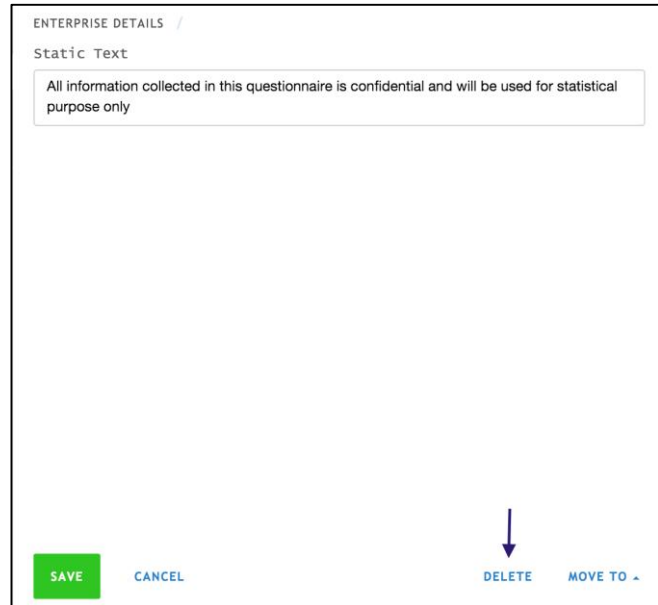 ENTERPRISE DETAILS /
Static Text
All information collected in this questionnaire is confidential and will be used for statistical
purpose only
SAVE CANCEL DELETE MOVE TO